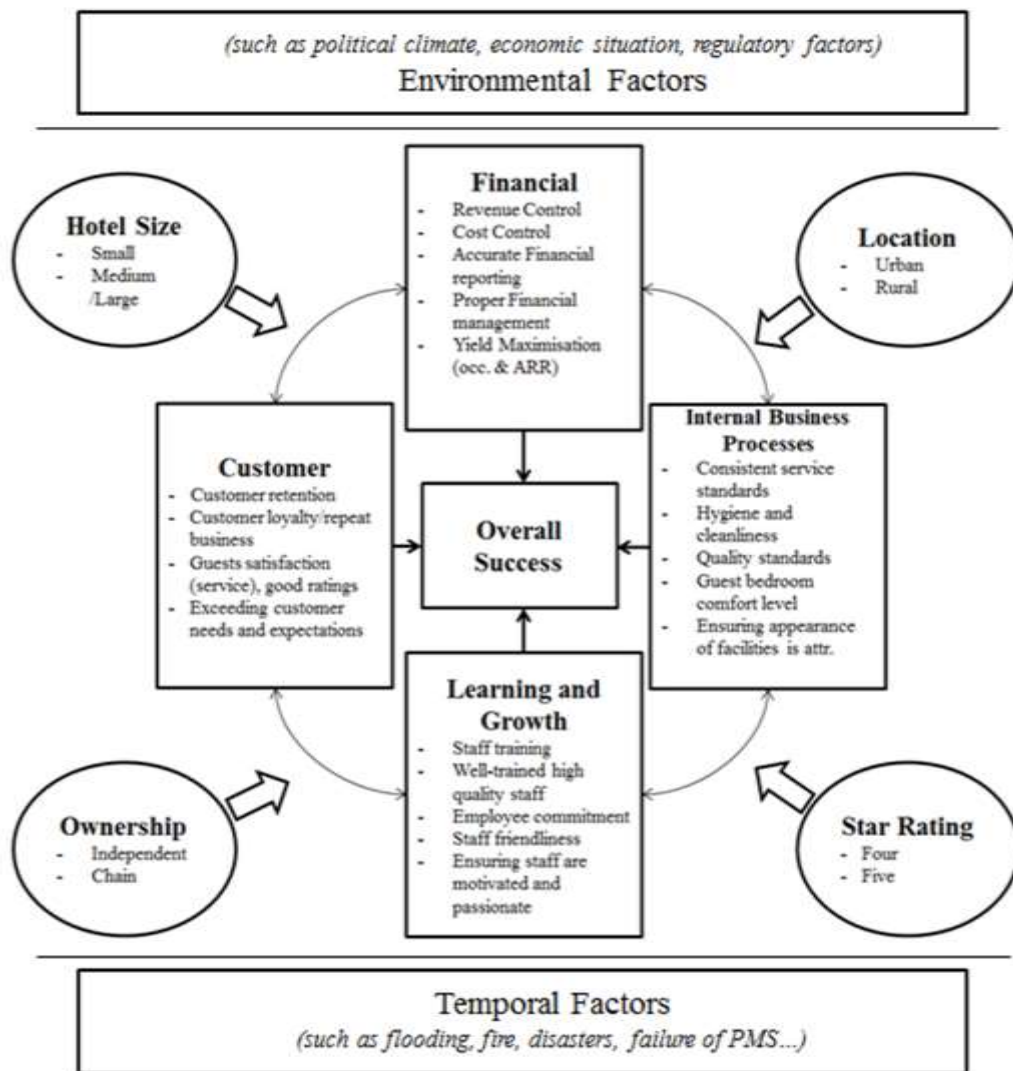 (such as political climate, economic situation, regulatory factors)
Environmental Factors
Hotel Size
- Small
- Medium
/Large
Financial
- Revenue Control
- Cost Control
- Accurate Financial
reporting
- Proper Financial
management
- Yield Maximisation
(occ. & ARR)
Location
- Urban
- Rural
Customer
- Customer retention
- Customer loyalty/repeat
business
- Guests satisfaction
(service), good ratings
- Exceeding customer
needs and expectations
Overall
Success
Internal Business
Processes
- Consistent service
standards
- Hygiene and
cleanliness
- Quality standards
- Guest bedroom
comfort level
- Ensuring appearance
of facilities is attr.
Learning and
Growth
- Staff training
- Well-trained high
quality staff
- Employee commitment
- Staff friendliness
- Ensuring staff are
motivated and
passionate
Ownership
- Independent
- Chain
Star Rating
- Four
- Five
Temporal Factors
(such as flooding, fire, disasters, failure of PMS...)